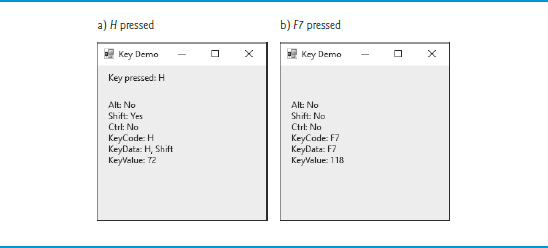 a) H pressed
Key Demo
Key pressed: H
Alt: No
Shift: Yes
Ctrl: No
KeyCode: H
KeyData: H, Shift
KeyValue: 72
b) F7 pressed
Key Demo
Alt: No
Shift: No
Ctrl: No
KeyCode: F7
KeyData: F7
KeyValue: 118